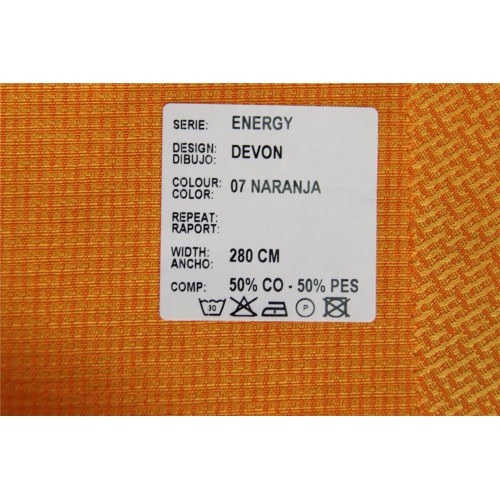 SERIE: ENERGY
DESIGN: DEVON
DIBUJO:
COLOUR: 07 NARANJA
COLOR:
REPEAT:
RAPORT:
WIDTH: 280 CM
ANCHO:
COMP: 50% CO - 50% PES
30 P